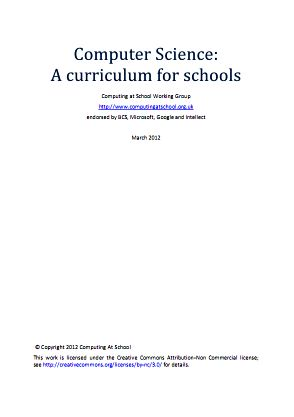 Computer Science:
A curriculum for schools
Computing at School Working Group
http://www.computingatschool.org.uk
endorsed by BCS, Microsoft, Google and Intellect
March 2012
© Copyright 2012 Computing At School
This work is licensed under the Creative Commons Attribution-Non Commercial license;
see http://creativecommons.org/licenses/by-nc/3.0/ for details.